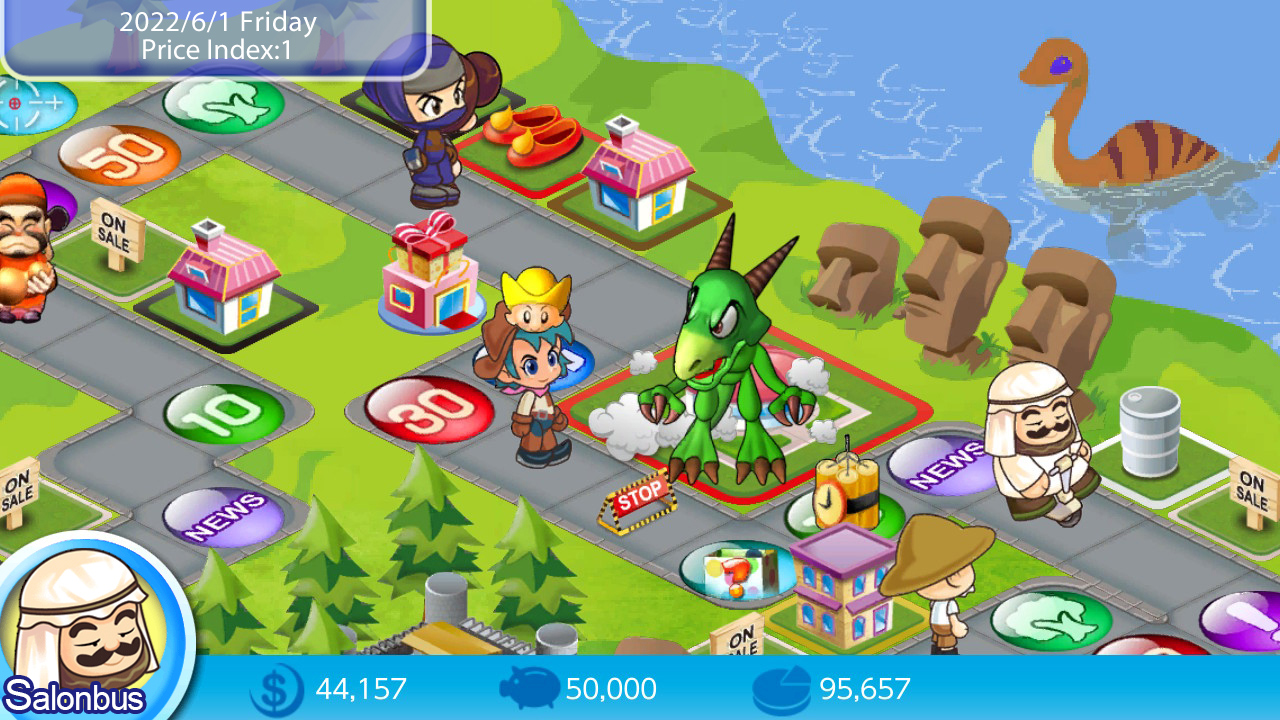 2022/6/1 Friday
Price Index:1
50
ON
SALE
10
30
NEWS
STOP
NEWS
ON
SALE
ON
SALE
?
ON
SALE
!
Salonbus
$
44,157
50,000
95,657